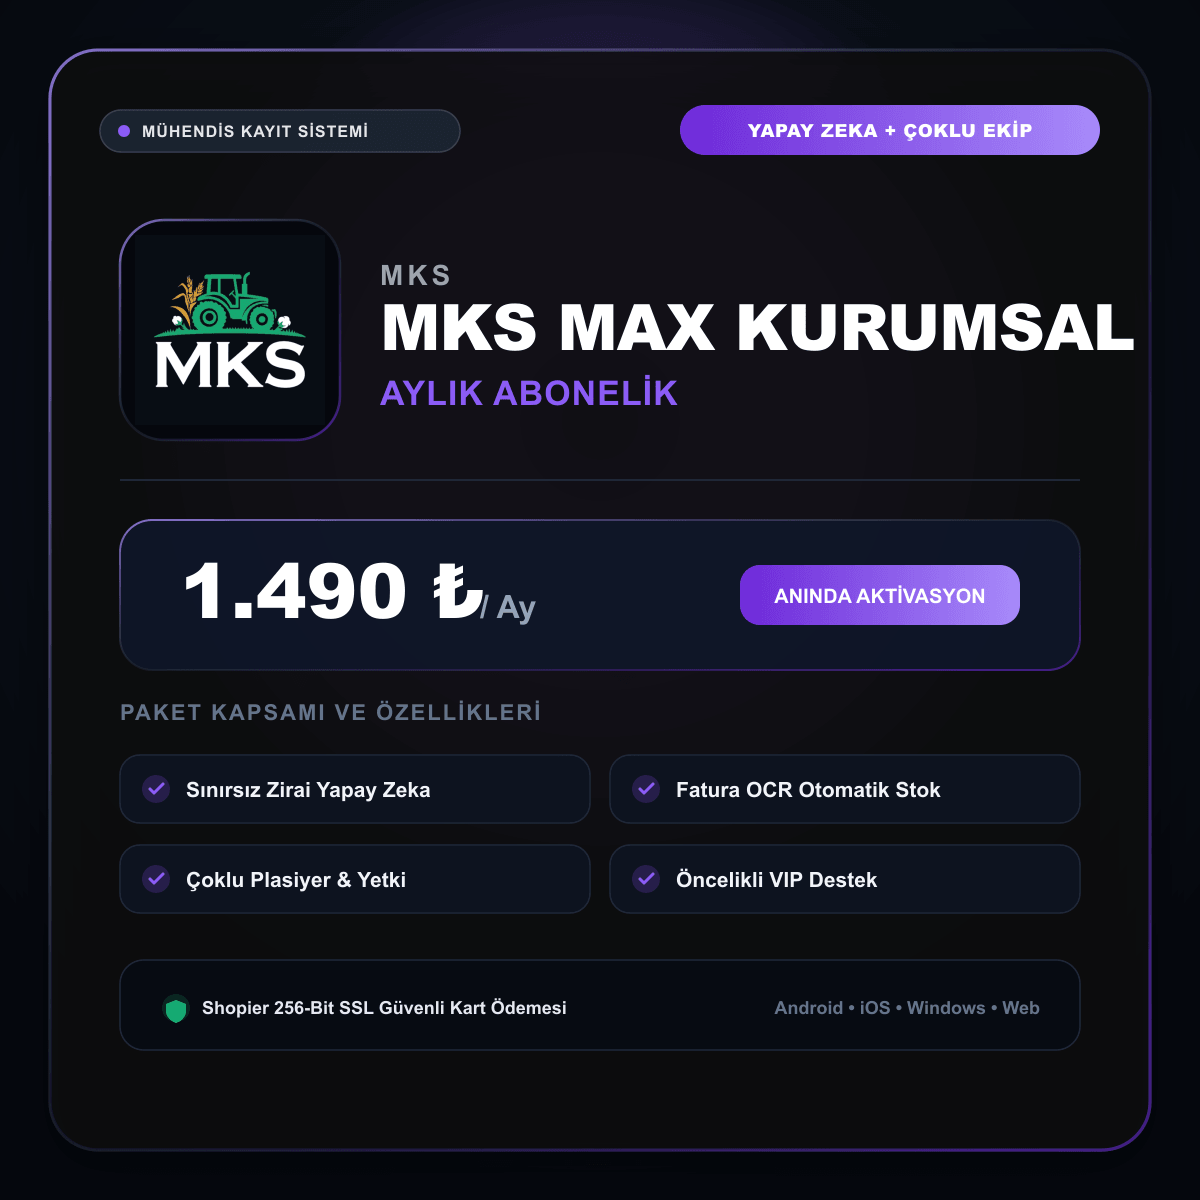 MÜHENDİS KAYIT SİSTEMİ
YAPAY ZEKA + ÇOKLU EKİP
MKS
MKS
MKS MAX KURUMSAL
AYLIK ABONELİK
1.490 ₺/ Ay
ANINDA AKTİVASYON
PAKET KAPSAMI VE ÖZELLİKLERİ
Sınırsız Zirai Yapay Zeka
Fatura OCR Otomatik Stok
Çoklu Plasiyer & Yetki
Öncelikli VIP Destek
Shopier 256-Bit SSL Güvenli Kart Ödemesi
Android • iOS • Windows • Web